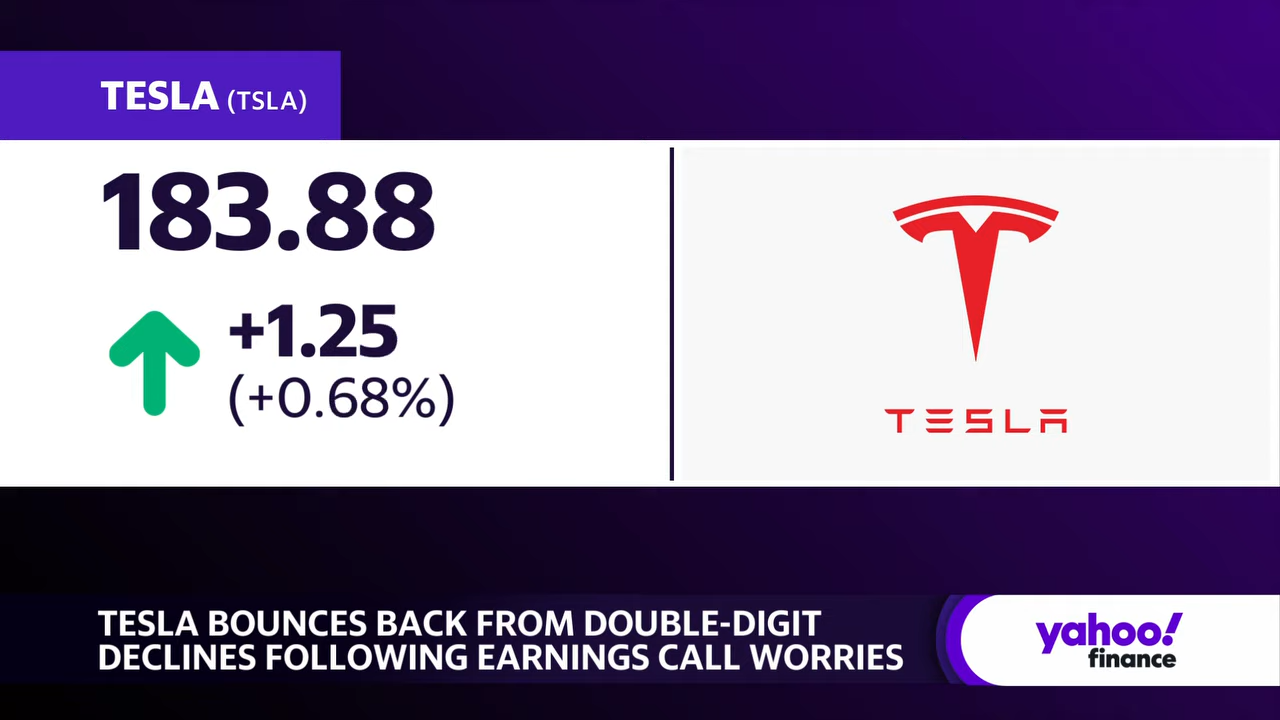 TESLA (TSLA)
183.88
+1.25
(+0.68%)
TESLA
TESLA BOUNCES BACK FROM DOUBLE-DIGIT
DECLINES FOLLOWING EARNINGS CALL WORRIES
yahoo!
finance